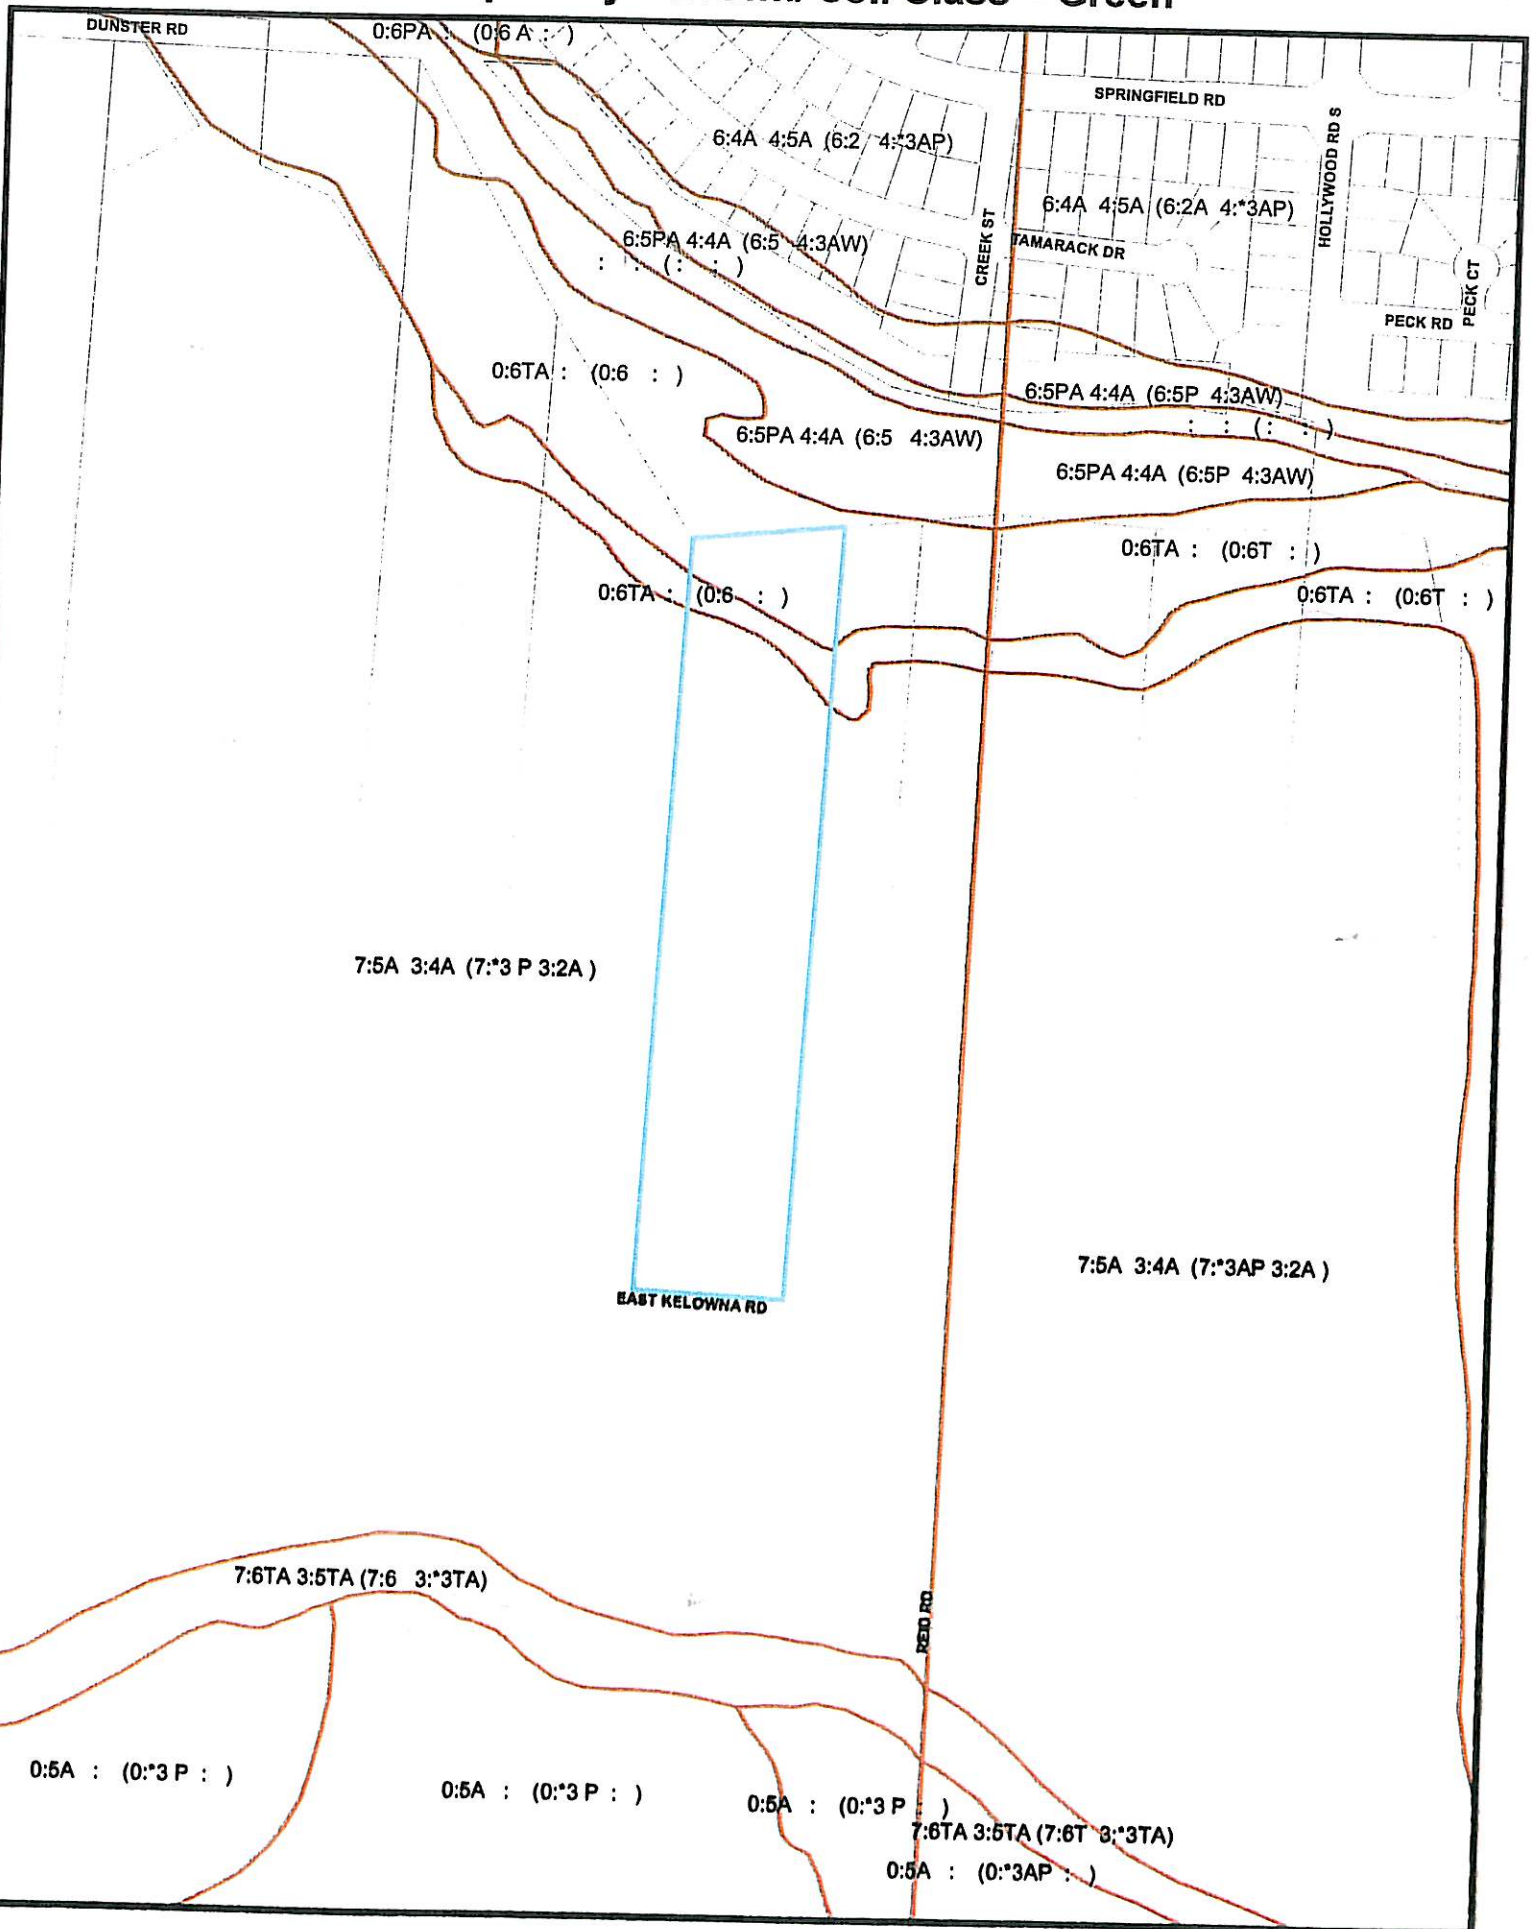 Soil Class - Green
DUNSTER RD
0:6PA : (0:6 A : )
SPRINGFIELD RD
HOLLYWOOD RD S
6:4A 4:5A (6:2 4:*3AP)
6:4A 4:5A (6:2A 4:*3AP)
CREEK ST
TAMARACK DR
PECK CT
PECK RD
6:5PA 4:4A (6:5 4:3AW)
: : (: : )
0:6TA : (0:6 : )
6:5PA 4:4A (6:5P 4:3AW)
: : (: : )
6:5PA 4:4A (6:5 4:3AW)
6:5PA 4:4A (6:5P 4:3AW)
0:6TA : (0:6T : )
0:6TA : (0:6 : )
0:6TA : (0:6T : )
7:5A 3:4A (7:*3 P 3:2A )
7:5A 3:4A (7:*3AP 3:2A )
EAST KELOWNA RD
7:6TA 3:5TA (7:6 3:*3TA)
REID RD
0:5A : (0:*3 P : )
0:5A : (0:*3 P : )
0:5A : (0:*3 P : )
7:6TA 3:5TA (7:6T 3:*3TA)
0:5A : (0:*3AP : )